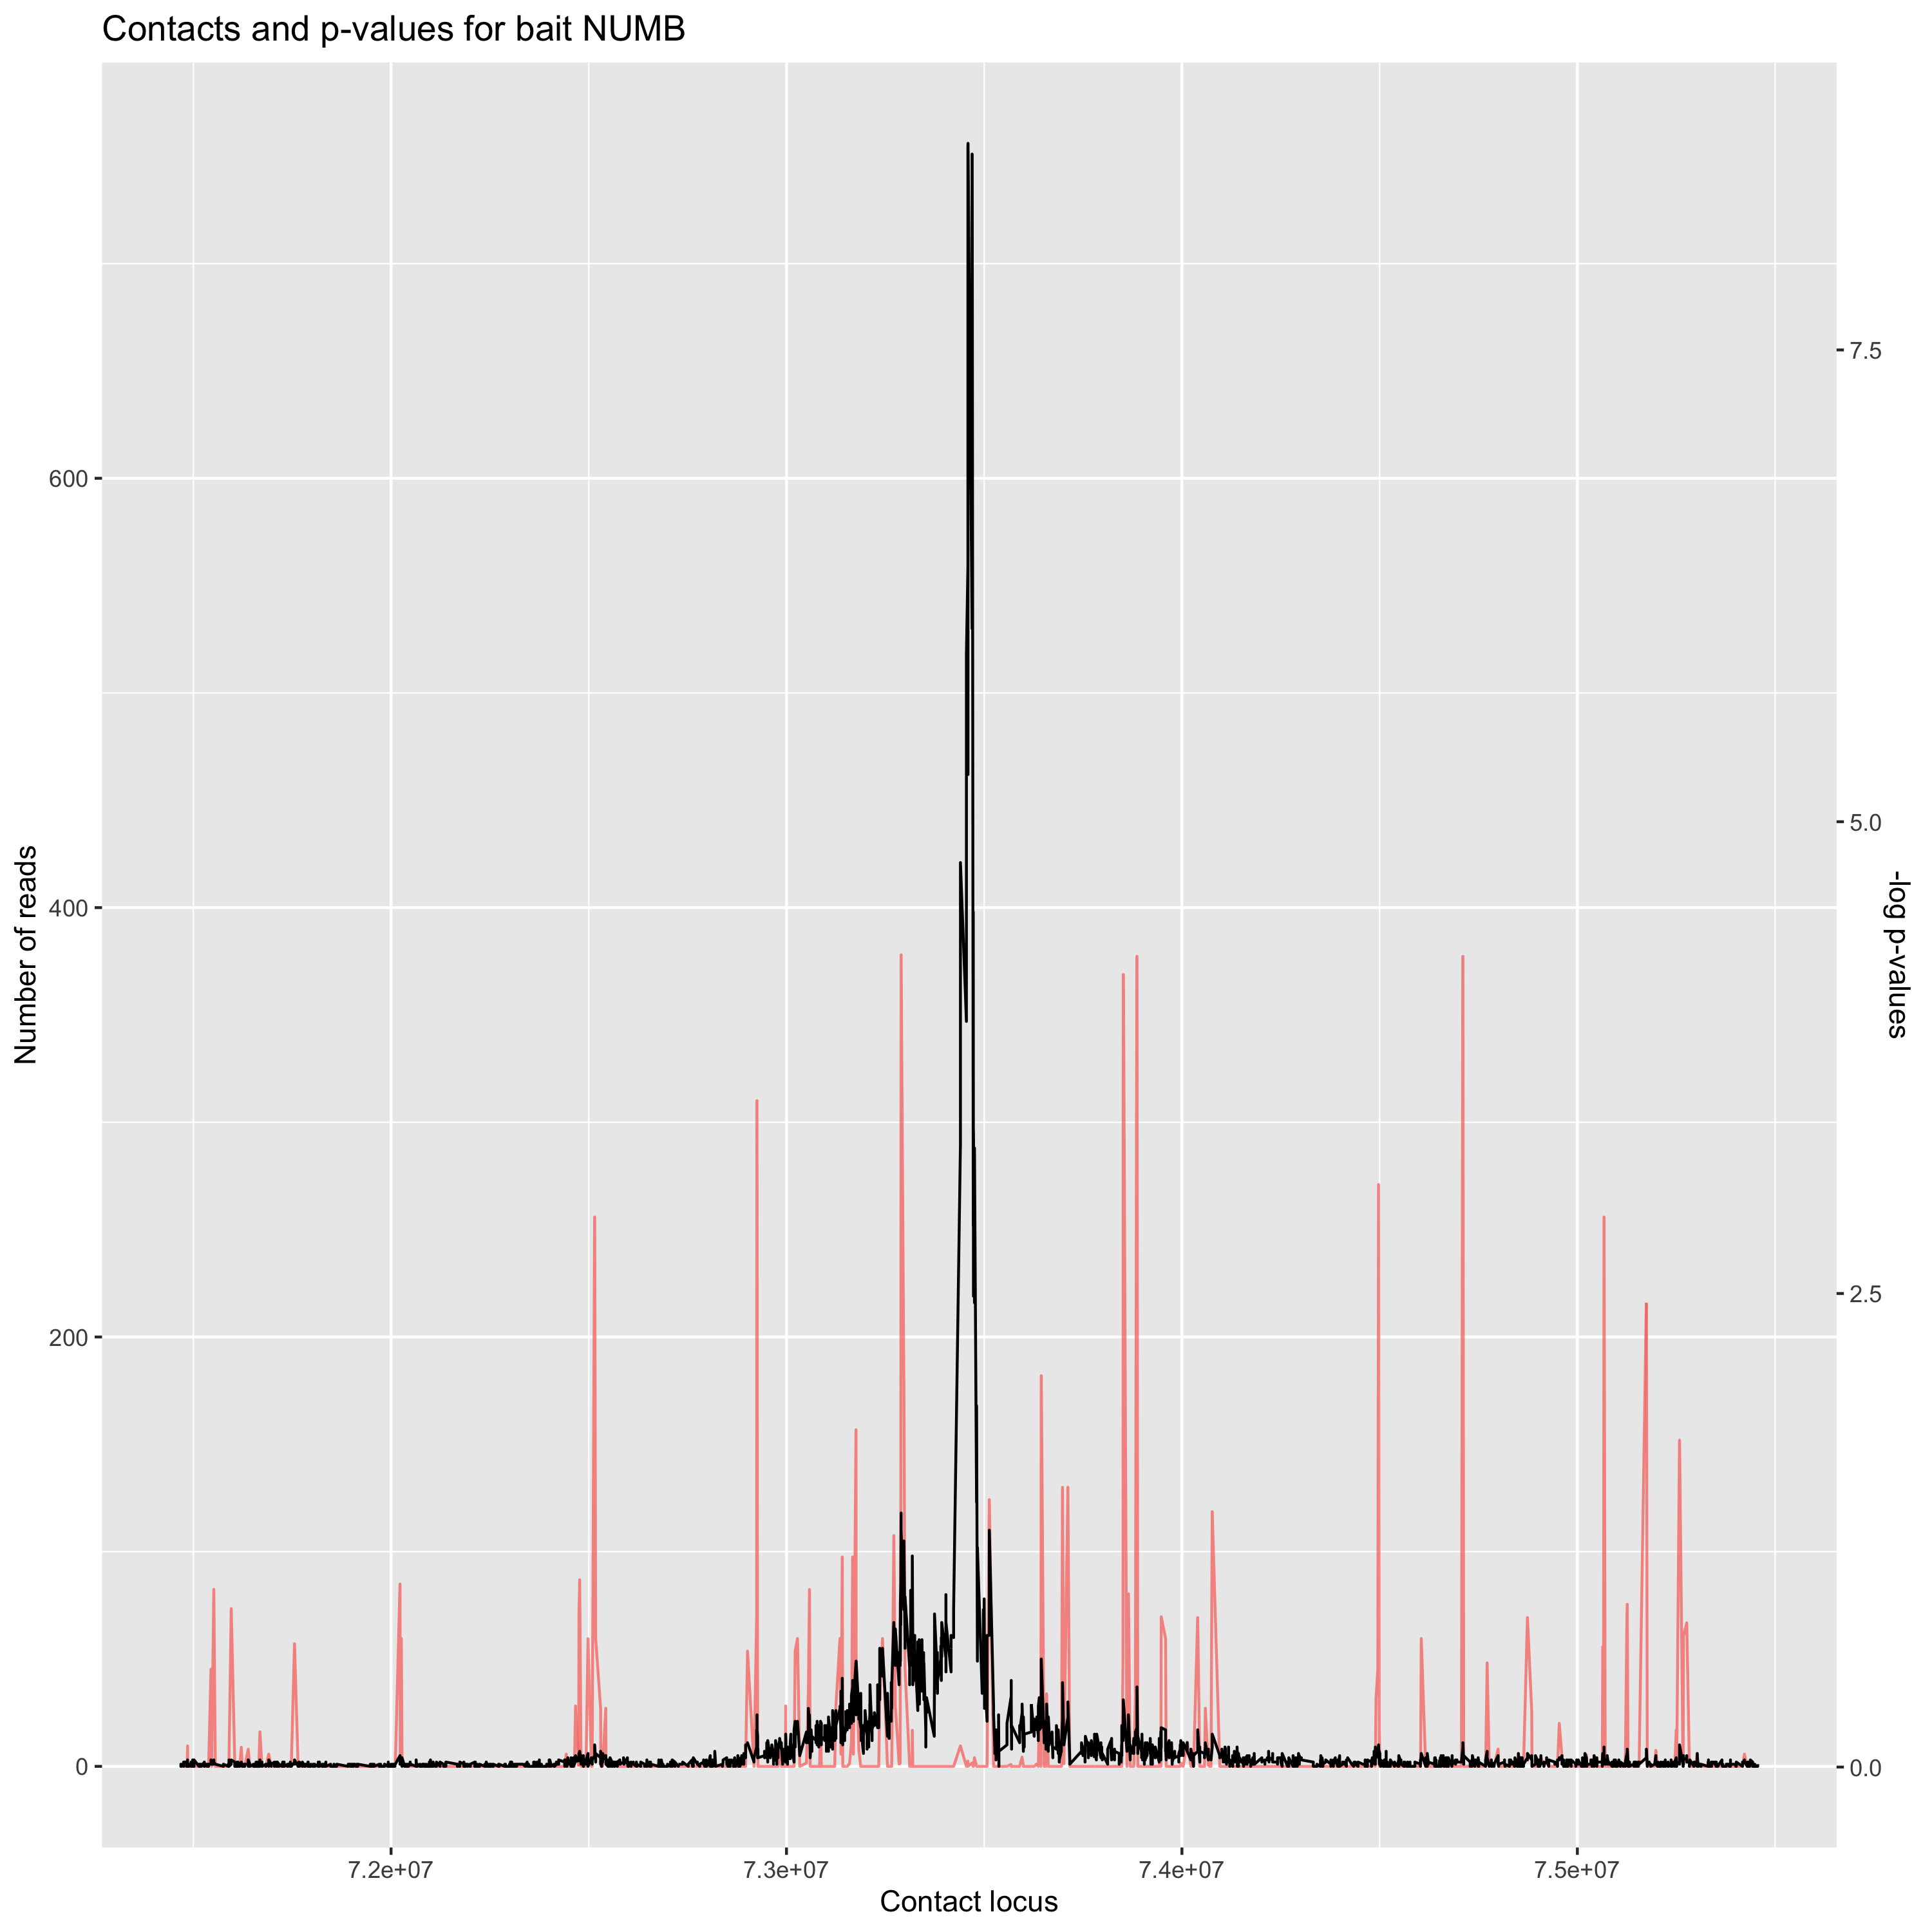 Contacts and p-values for bait NUMB
Number of reads
600
400
200
0
7.5
5.0
2.5
0.0
-log p-values
7.2e+07
7.3e+07
7.4e+07
7.5e+07
Contact locus